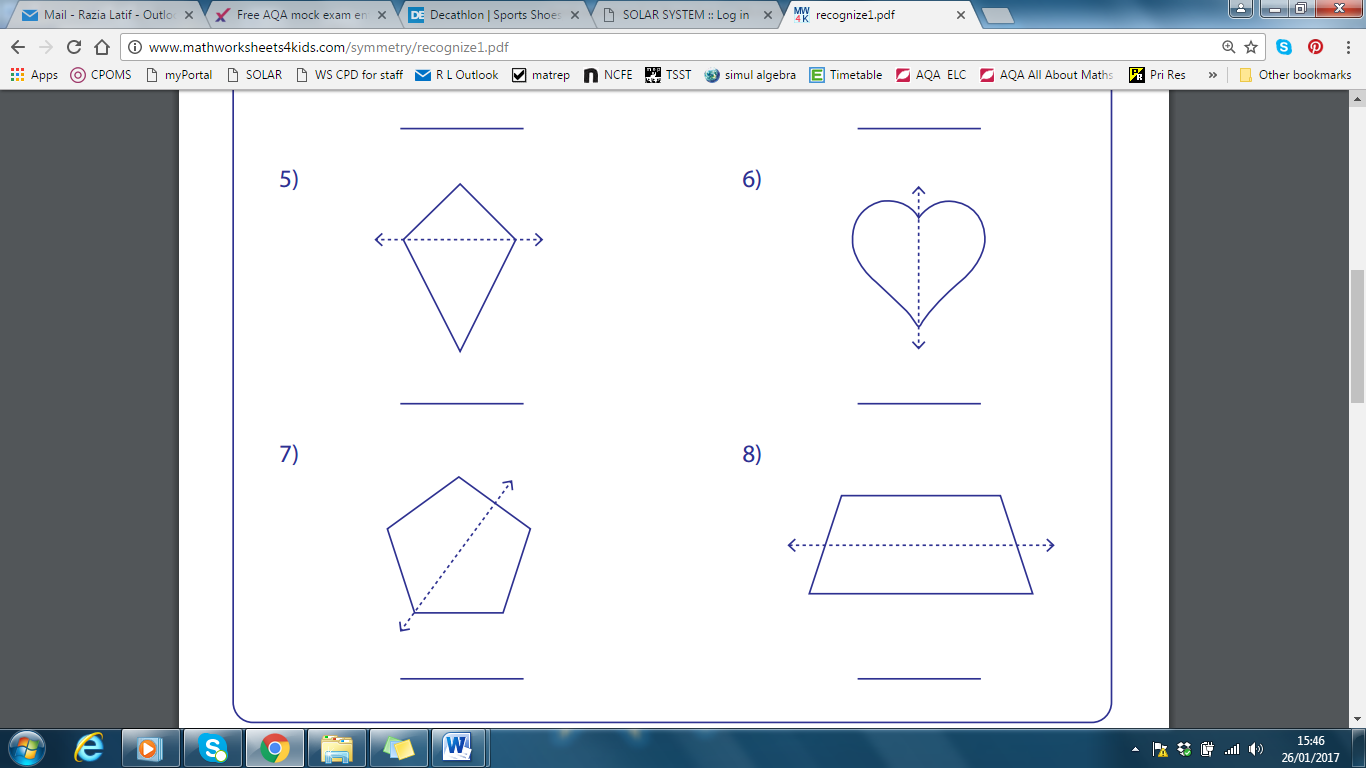 Mail - Razia Latif - Outlo
Free AQA mock exam en
DE Decathlon | Sports Shoes
SOLAR SYSTEM :: Log in
MW 4K recognize1.pdf
www.mathworksheets4kids.com/symmetry/recognize1.pdf
Apps CPOMS myPortal SOLAR WS CPD for staff R L Outlook matrep NCFE TSST simul algebra E Timetable AQA ELC AQA All About Maths Pri Res » Other bookmarks
5)
6)
7)
8)
15:46
26/01/2017